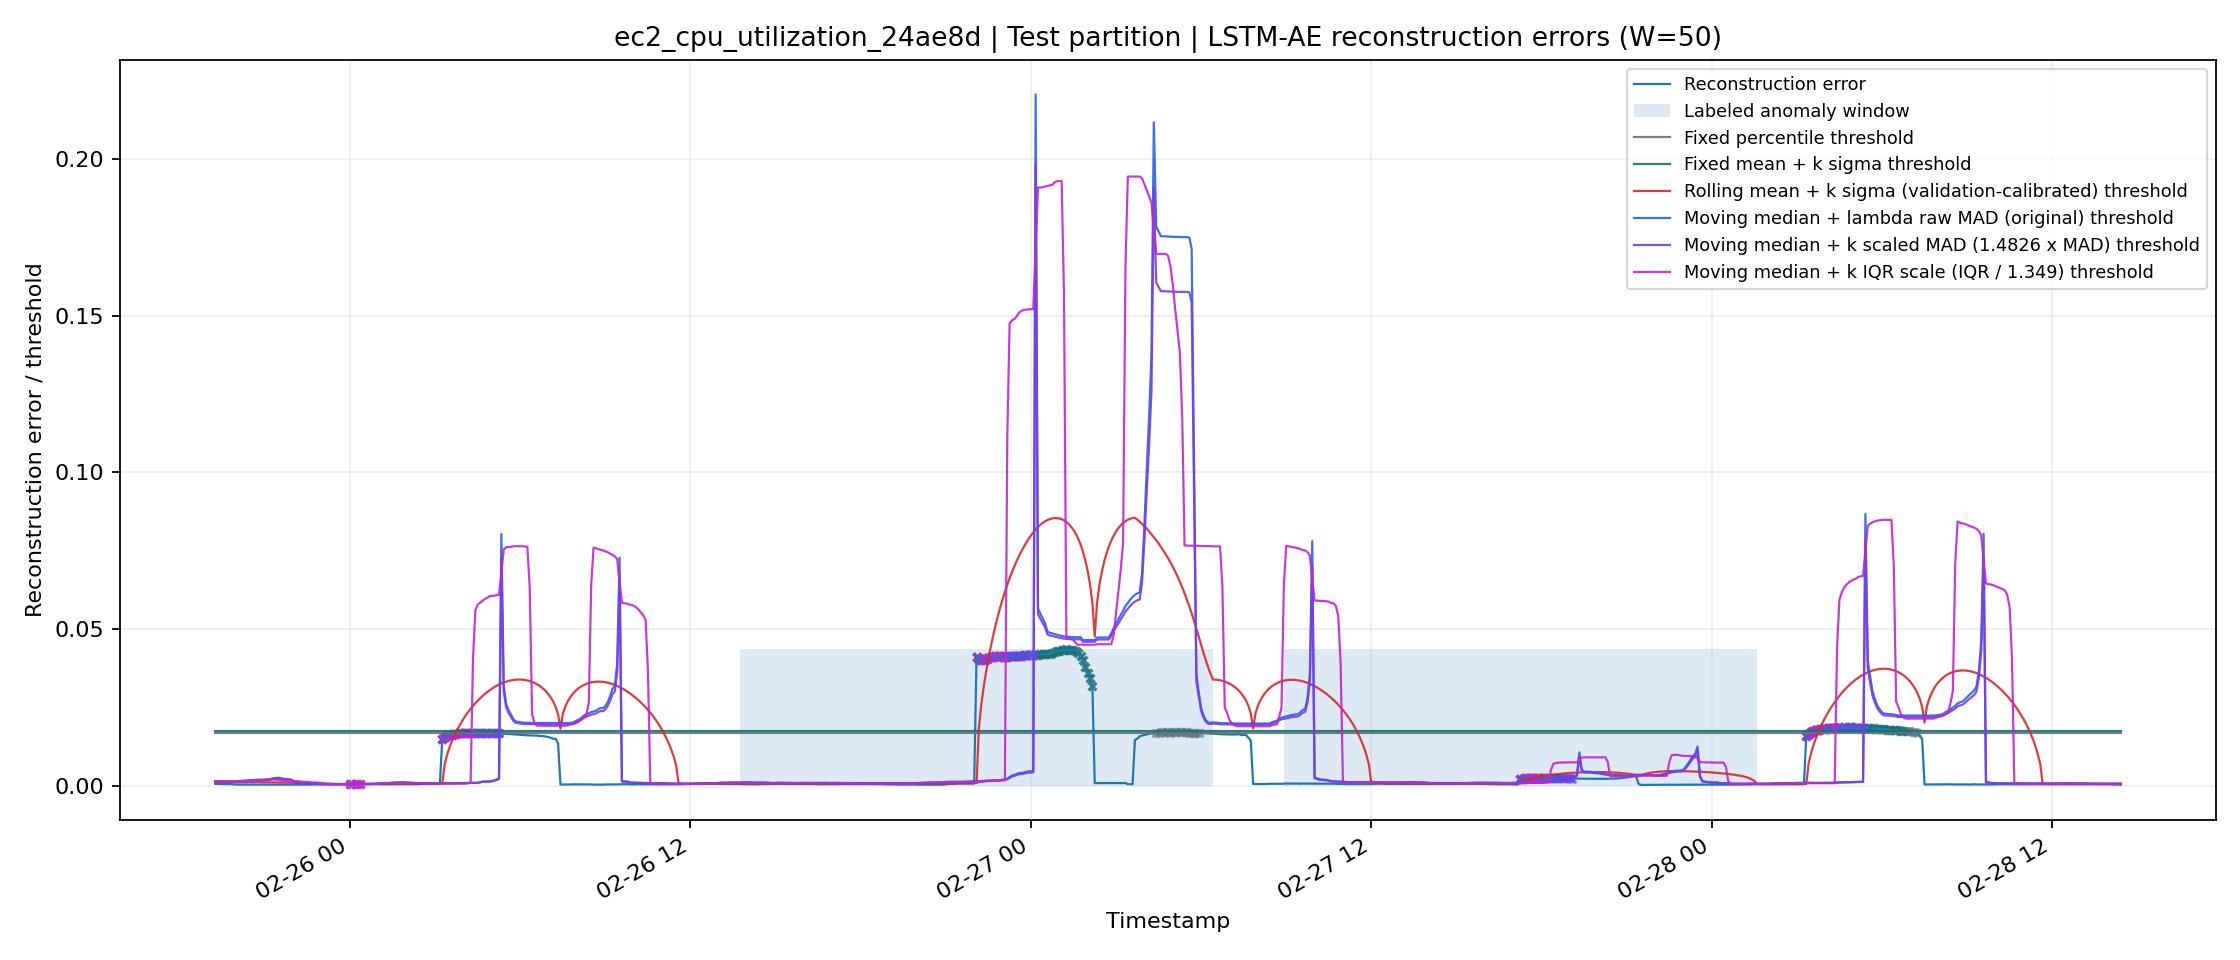 ec2_cpu_utilization_24ae8d | Test partition | LSTM-AE reconstruction errors (W=50)
Reconstruction error
Labeled anomaly window
Fixed percentile threshold
Fixed mean + k sigma threshold
Rolling mean + k sigma (validation-calibrated) threshold
Moving median + lambda raw MAD (original) threshold
Moving median + k scaled MAD (1.4826 x MAD) threshold
Moving median + k IQR scale (IQR / 1.349) threshold
Reconstruction error / threshold
0.20
0.15
0.10
0.05
0.00
02-26 00
02-26 12
02-27 00
02-27 12
02-28 00
02-28 12
Timestamp